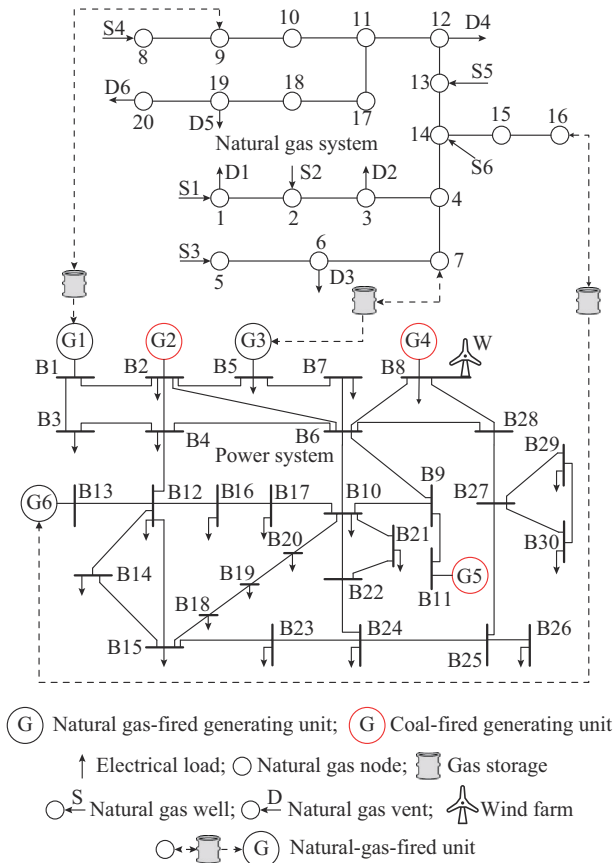 S4 8 9 10 11 12 D4
D6 20 19 D5 18 17 13 S5
Natural gas system
14 15 16
S6
S1 D1 1 S2 2 D2 3 4
S3 5 6 D3 7
G1 G2 G3 G4 W
B1 B2 B5 B7 B8
B3 B4 B6 B28
Power system
B29
G6 B13 B12 B16 B17 B10 B9 B27
B20 B21 B30
B14 B19 B22 B11 G5
B18
B15 B23 B24 B25 B26
G Natural gas-fired generating unit; G Coal-fired generating unit
Electrical load; Natural gas node; Gas storage
S Natural gas well; D Natural gas vent; Wind farm
G Natural-gas-fired unit